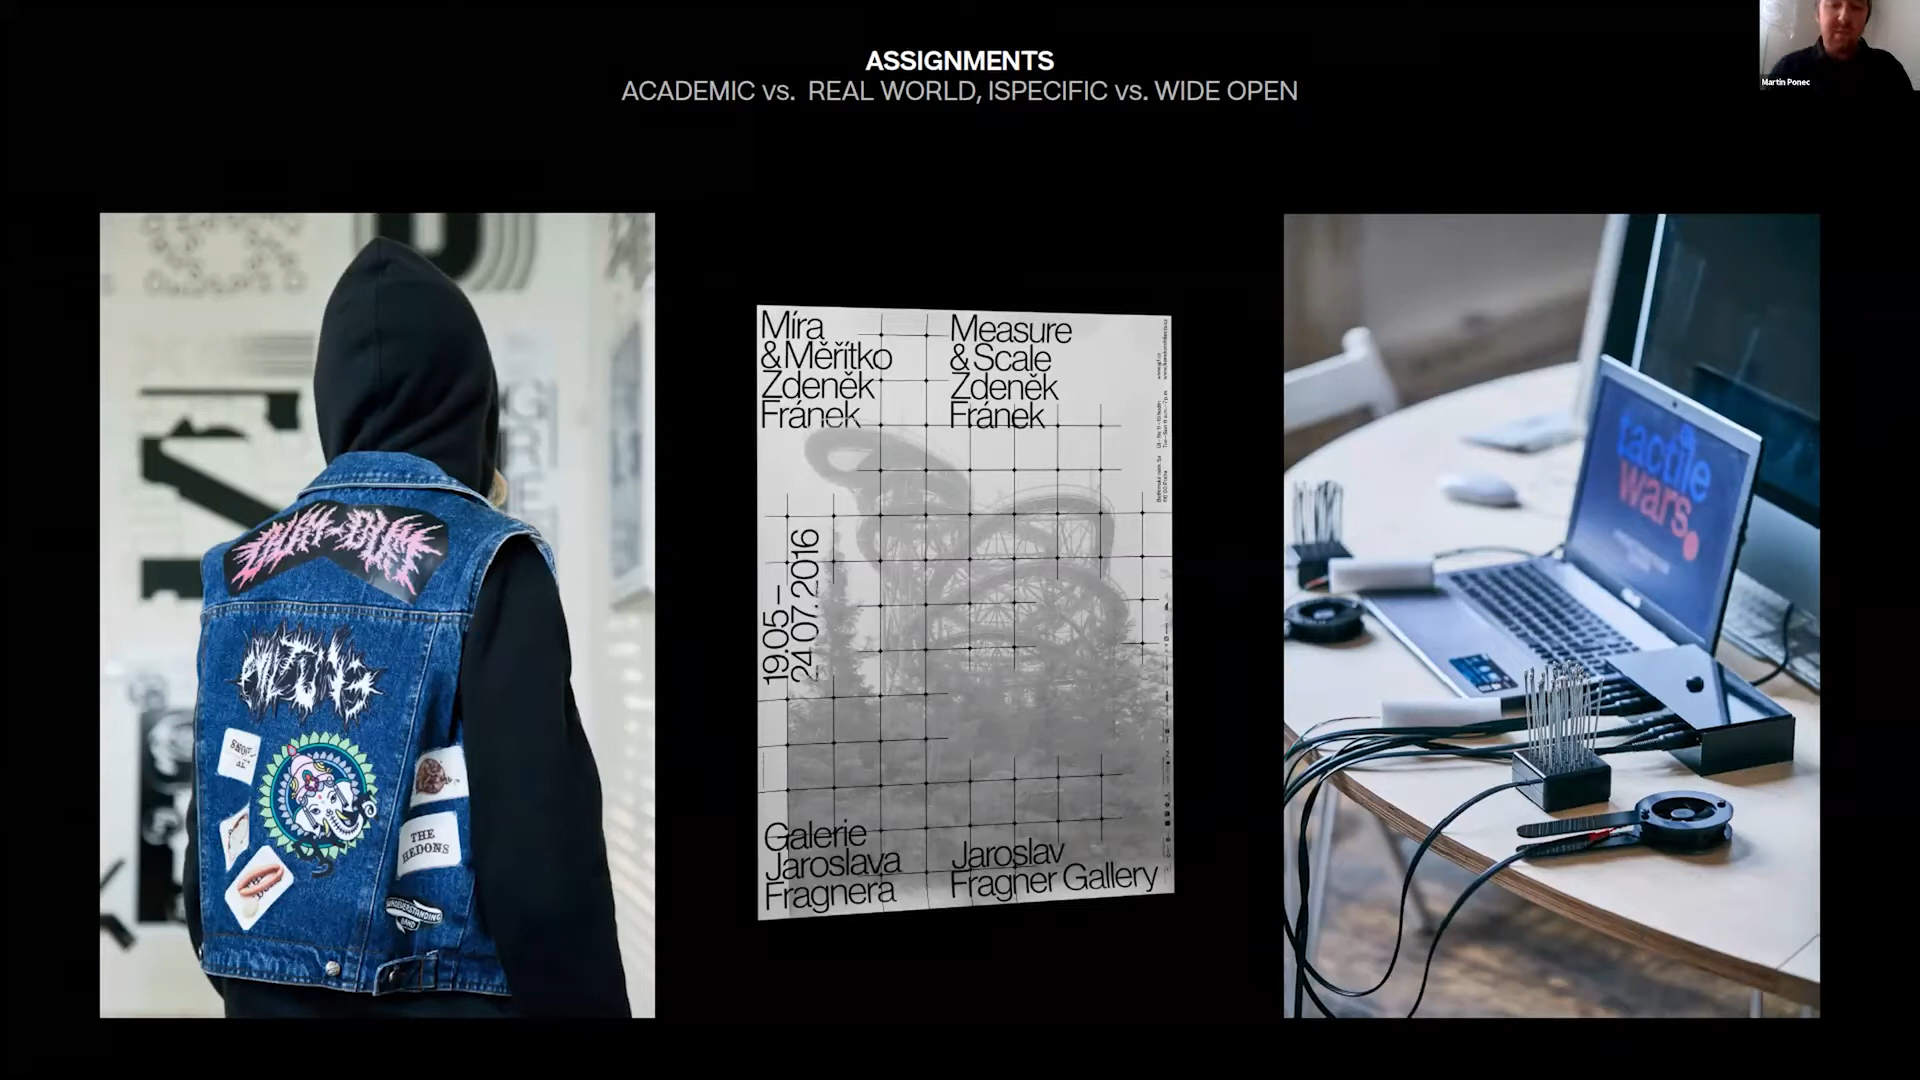 ASSIGNMENTS
ACADEMIC vs. REAL WORLD, ISPECIFIC vs. WIDE OPEN
Martin Ponec
THE
HEDONS
BAND
Míra
&Měřítko
Zdeněk
Fránek
Measure
&Scale
Zdeněk
Fránek
19.05–
24 07.2016
Galerie
Jaroslava
Fragnera
Jaroslav
Fragner Gallery
tactile
wars.